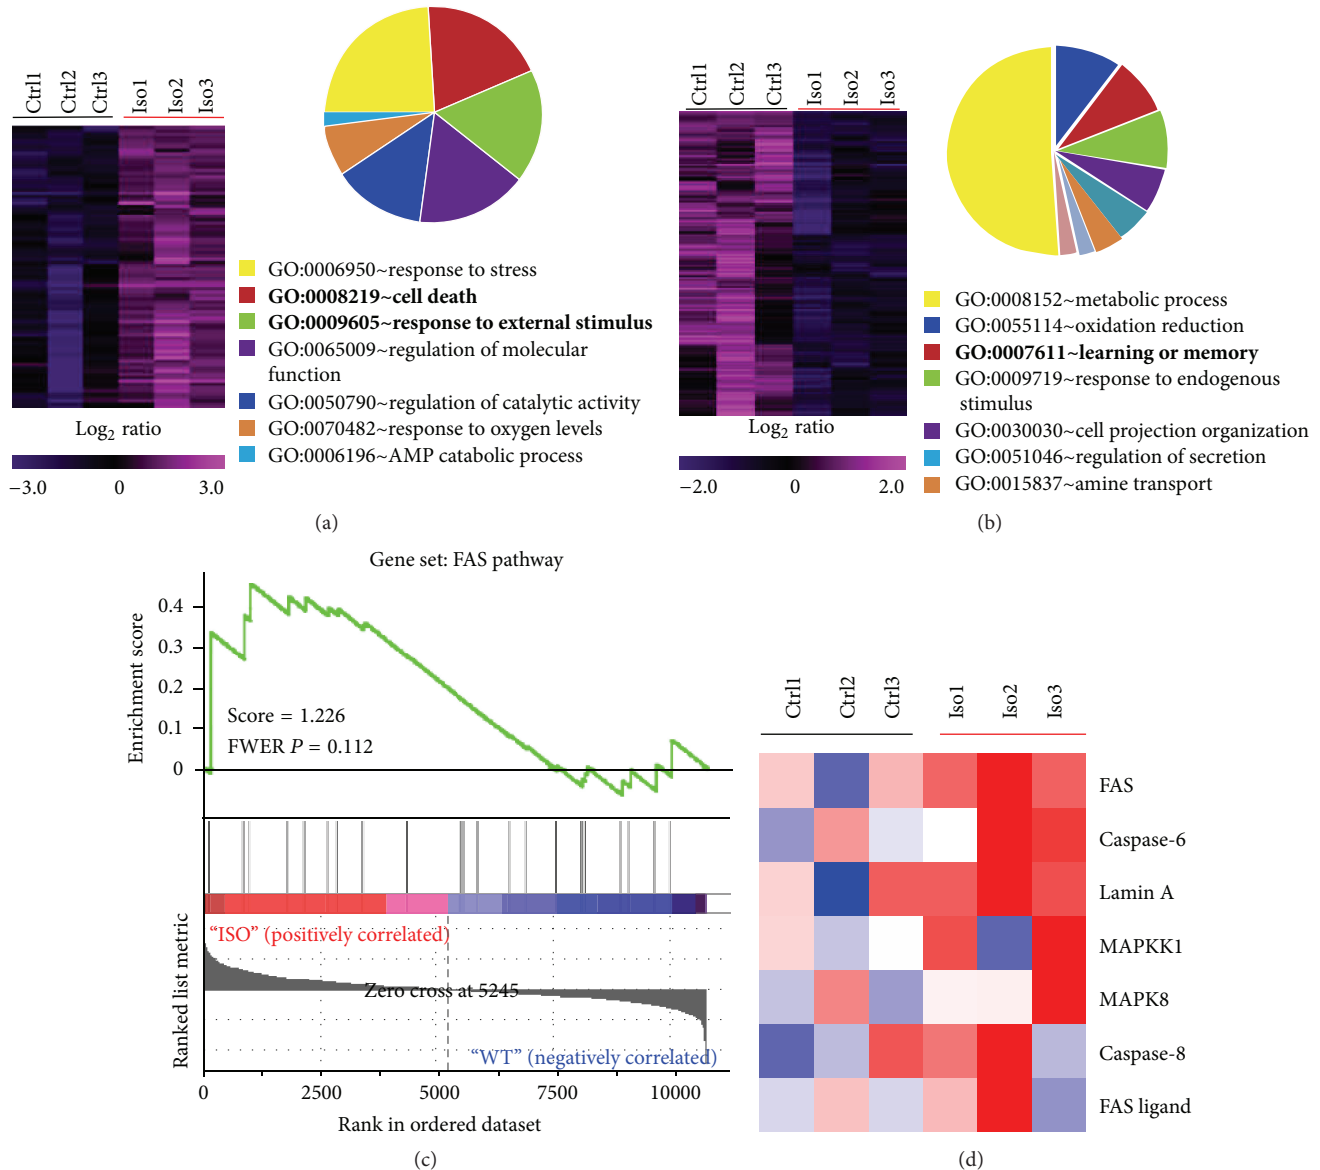 Ctrl1
Ctrl2
Ctrl3
Iso1
Iso2
Iso3
Log2 ratio
−3.0
0
3.0
GO:0006950~response to stress
GO:0008219~cell death
GO:0009605~response to external stimulus
GO:0065009~regulation of molecular
function
GO:0050790~regulation of catalytic activity
GO:0070482~response to oxygen levels
GO:0006196~AMP catabolic process
(a)
Ctrl1
Ctrl2
Ctrl3
Iso1
Iso2
Iso3
Log2 ratio
−2.0
0
2.0
GO:0008152~metabolic process
GO:0055114~oxidation reduction
GO:0007611~learning or memory
GO:0009719~response to endogenous
stimulus
GO:0030030~cell projection organization
GO:0051046~regulation of secretion
GO:0015837~amine transport
(b)
Gene set: FAS pathway
Enrichment score
0.4
0.3
0.2
0.1
0
Score = 1.226
FWER P = 0.112
Ranked list metric
“ISO” (positively correlated)
Zero cross at 5245
“WT” (negatively correlated)
0
2500
5000
7500
10000
Rank in ordered dataset
(c)
Ctrl1
Ctrl2
Ctrl3
Iso1
Iso2
Iso3
FAS
Caspase-6
Lamin A
MAPKK1
MAPK8
Caspase-8
FAS ligand
(d)